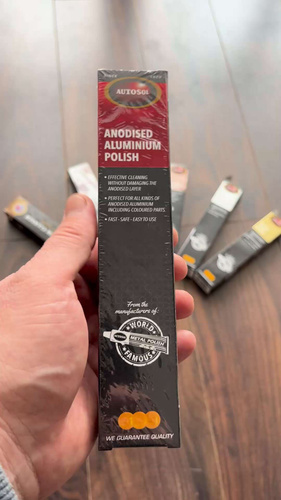 AUTOSOL
ANODISED
ALUMINIUM
POLISH
• EFFECTIVE CLEANING
WITHOUT DAMAGING THE
ANODISED LAYER
• PERFECT FOR ALL KINDS OF
ANODISED ALUMINIUM
INCLUDING COLOURED PARTS.
• FAST - SAFE - EASY TO USE
From the
manufacturers of:
WORLD
METAL POLISH
FAMOUS
WE GUARANTEE QUALITY